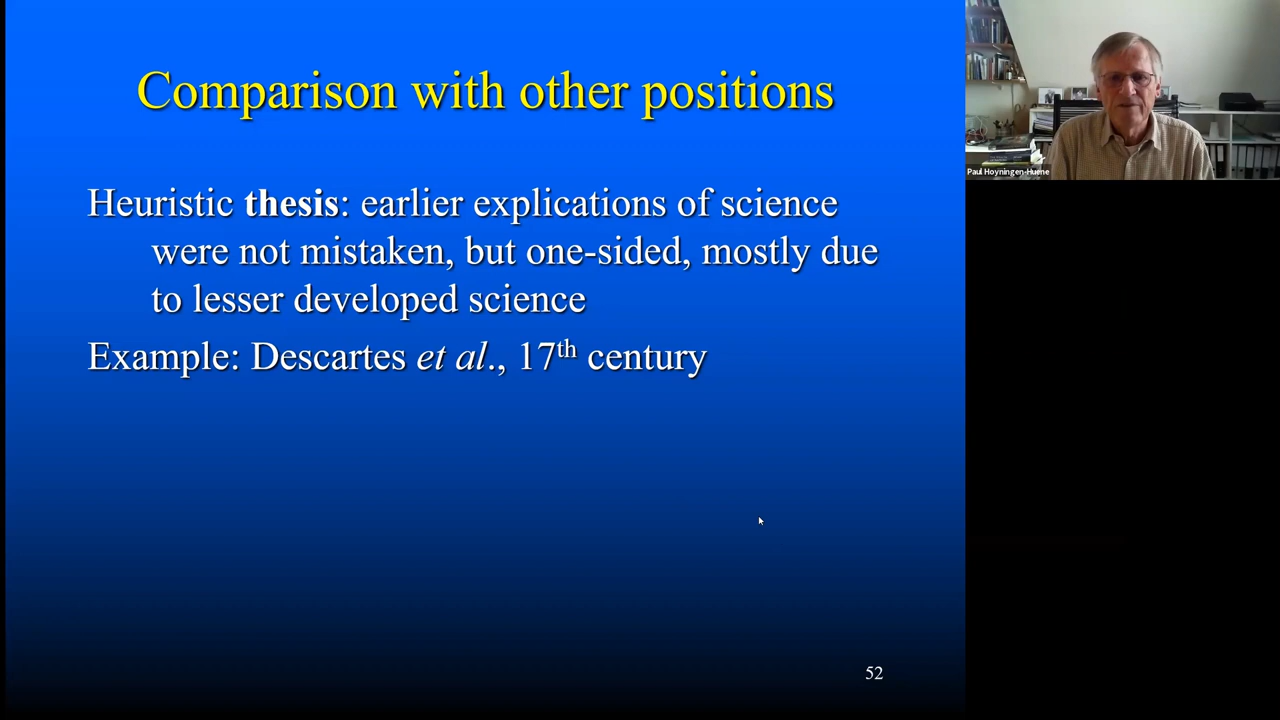 Comparison with other positions
Heuristic thesis: earlier explications of science
were not mistaken, but one-sided, mostly due
to lesser developed science
Example: Descartes et al., 17th century
52
Paul Hoyningen-Huene